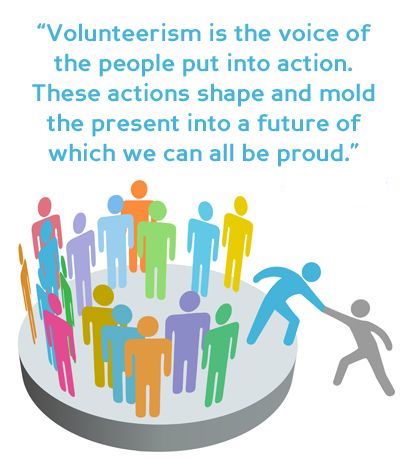 “Volunteerism is the voice of
the people put into action.
These actions shape and mold
the present into a future of
which we can all be proud.”